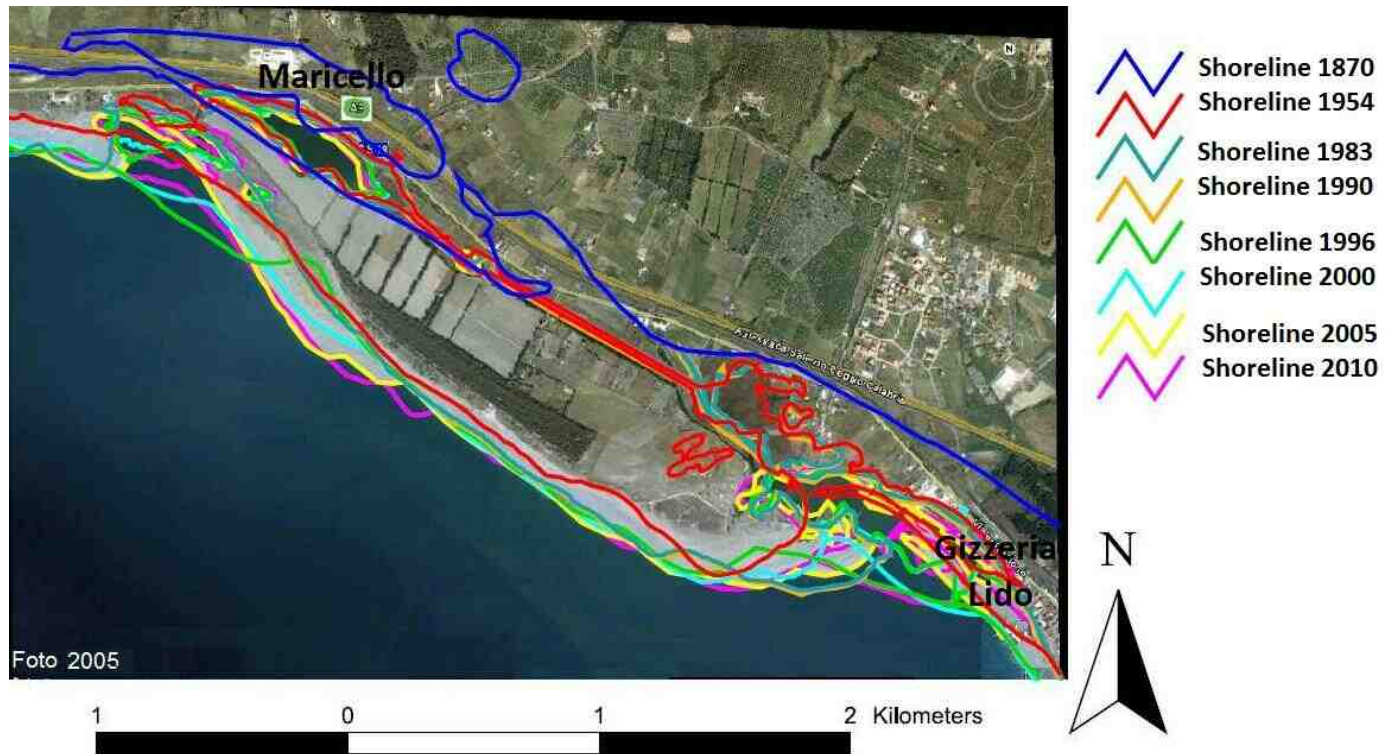 Maricello
Gizzeria
Lido
Foto 2005
Shoreline 1870
Shoreline 1954
Shoreline 1983
Shoreline 1990
Shoreline 1996
Shoreline 2000
Shoreline 2005
Shoreline 2010
N
N
1 0 1 2 Kilometers